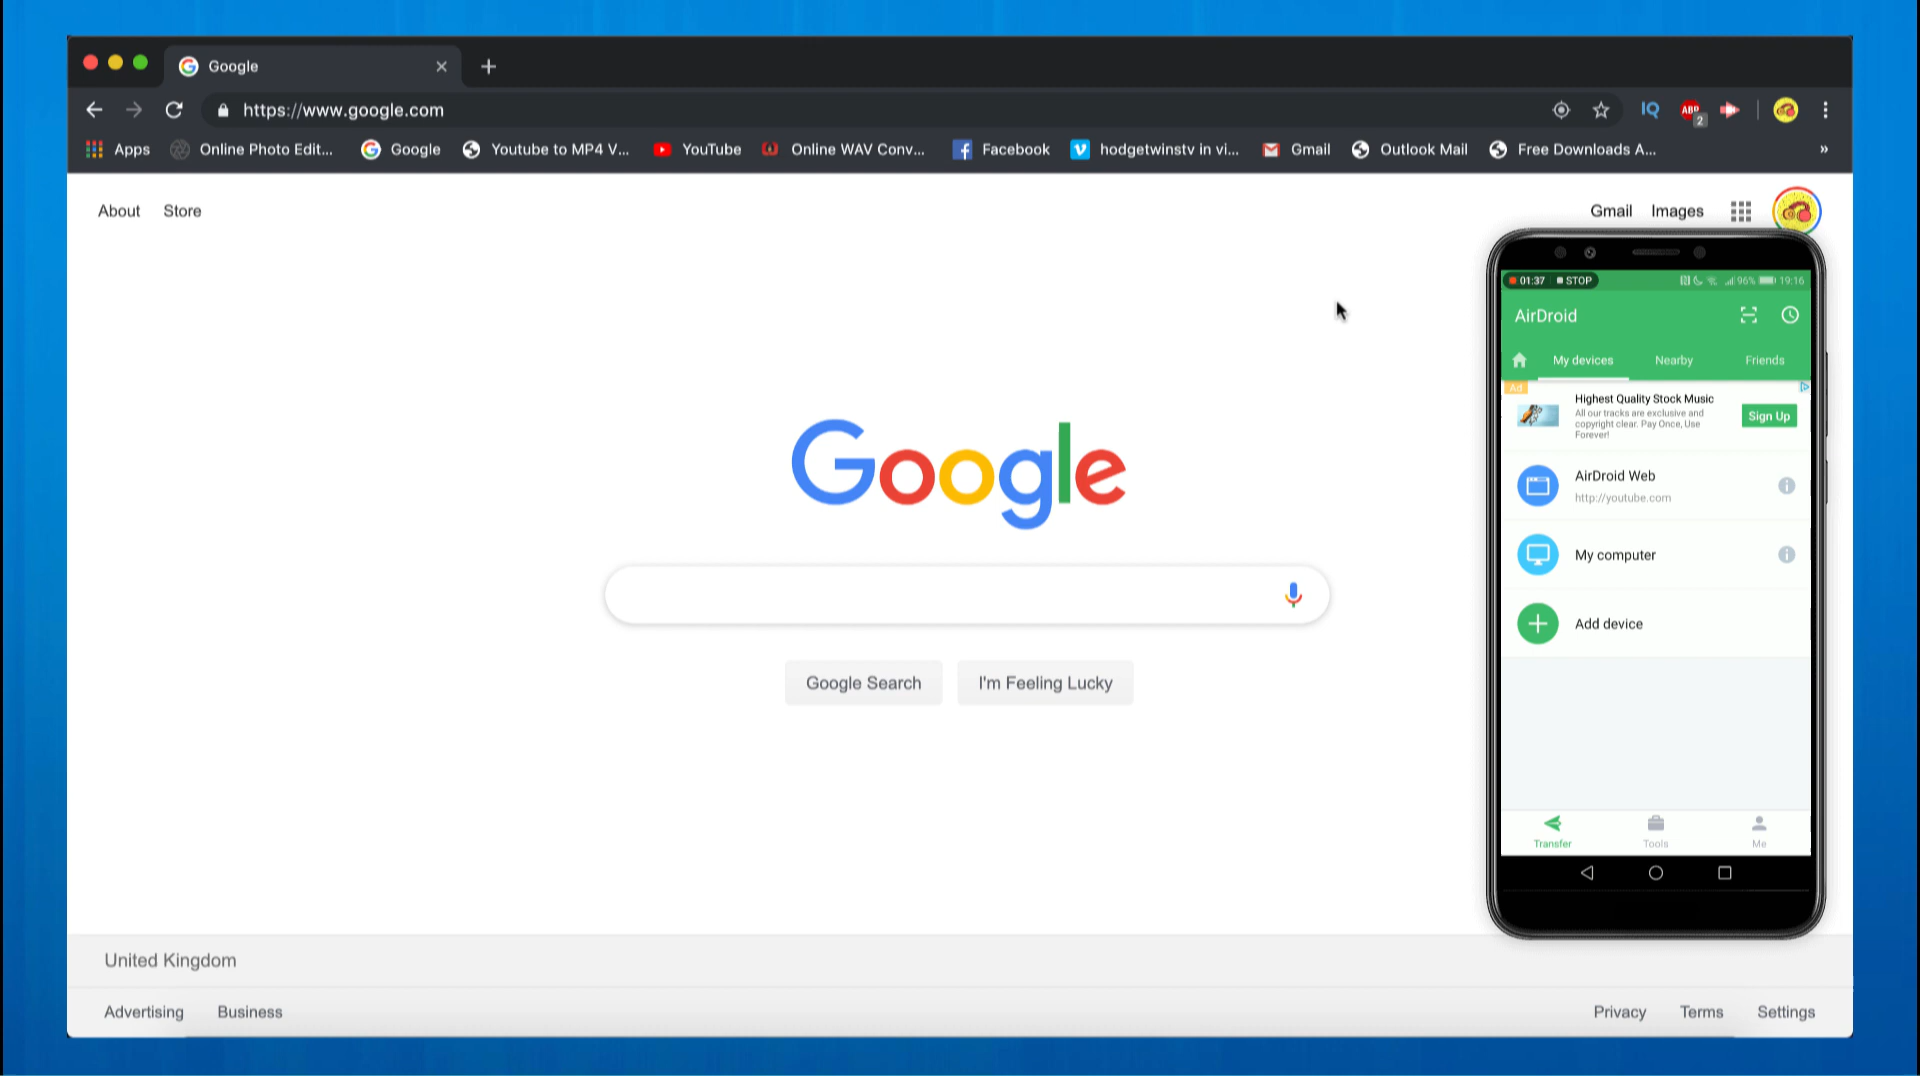 Google
https://www.google.com
IQ
ABP
2
Apps
Online Photo Edit...
Google
Youtube to MP4 V...
YouTube
Online WAV Conv...
Facebook
hodgetwinstv in vi...
Gmail
Outlook Mail
Free Downloads A...
»
About
Store
Gmail
Images
Google
Google Search
I'm Feeling Lucky
United Kingdom
Advertising
Business
Privacy
Terms
Settings
01:37
STOP
96%
19:16
AirDroid
My devices
Nearby
Friends
Ad
Highest Quality Stock Music
All our tracks are exclusive and
copyright clear. Pay Once, Use
Forever!
Sign Up
AirDroid Web
http://youtube.com
My computer
Add device
Transfer
Tools
Me